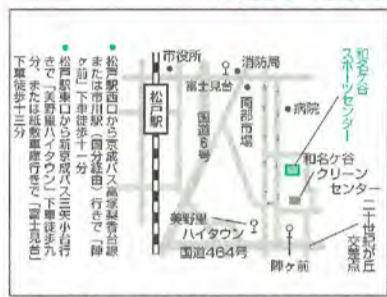 和名ケ谷
スポーツセンター
市役所
消防局
富士見台
南部市場
病院
松戸駅
国道6号
和名ケ谷
クリーン
センター
二十世紀が丘
交差点
美野里
ハイタウン
国道464号
陣ヶ前
●松戸駅西口から京成バス高塚梨香台線
または市川駅（国分経由）行きで「陣
ヶ前」下車徒歩十一分
●松戸駅東口から新京成バス三矢小台行
きで「美野里ハイタウン」下車徒歩九
分、または紙敷車庫行きで「富士見台」
下車徒歩十三分